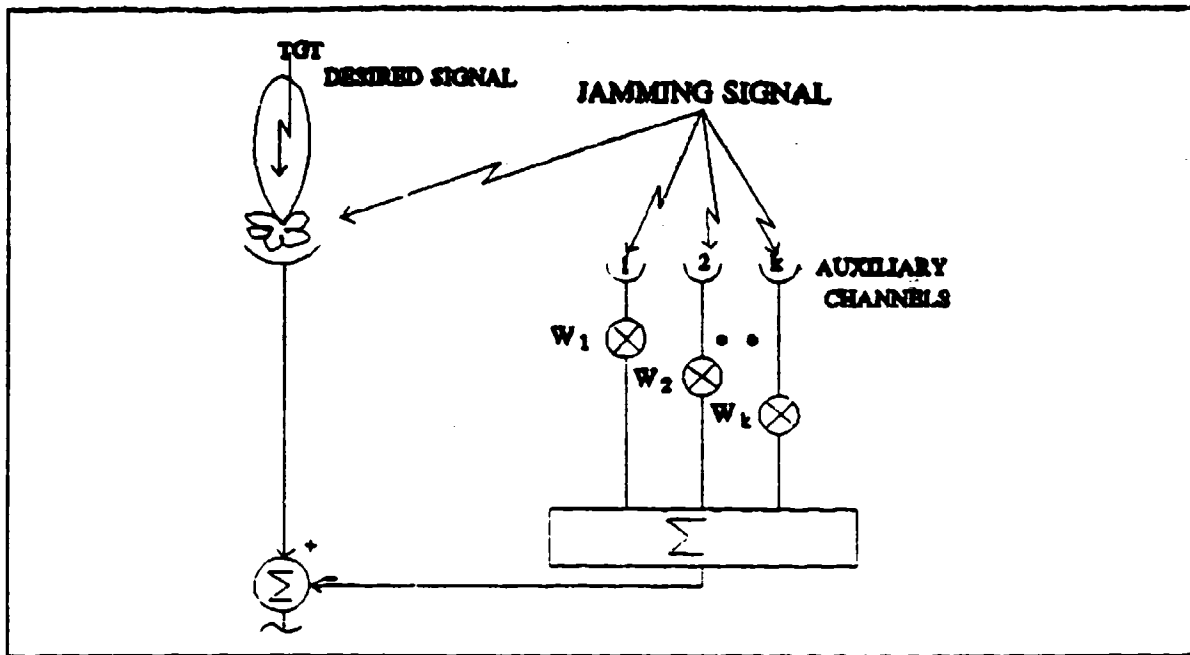 TGT
DESIRED SIGNAL
JAMMING SIGNAL
1 2 k
AUXILIARY
CHANNELS
W1
W2
Wk
Σ
+
Σ
-